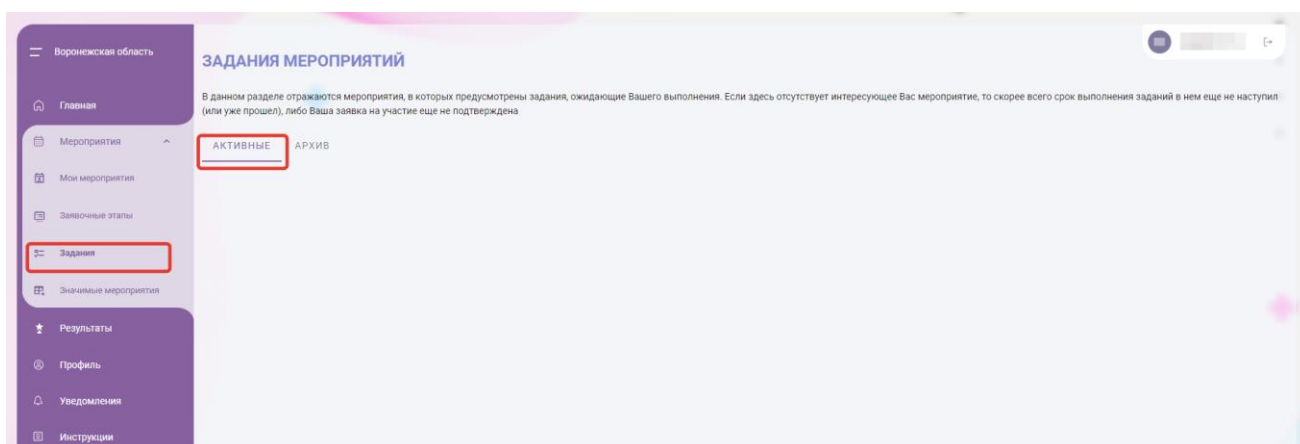 Воронежская область
Главная
Мероприятия
Мои мероприятия
Заявочные этапы
Задания
Значимые мероприятия
Результаты
Профиль
Уведомления
Инструкции
ЗАДАНИЯ МЕРОПРИЯТИЙ
В данном разделе отражаются мероприятия, в которых предусмотрены задания, ожидающие Вашего выполнения. Если здесь отсутствует интересующее Вас мероприятие, то скорее всего срок выполнения заданий в нем еще не наступил
(или уже прошел), либо Ваша заявка на участие еще не подтверждена
АКТИВНЫЕ АРХИВ